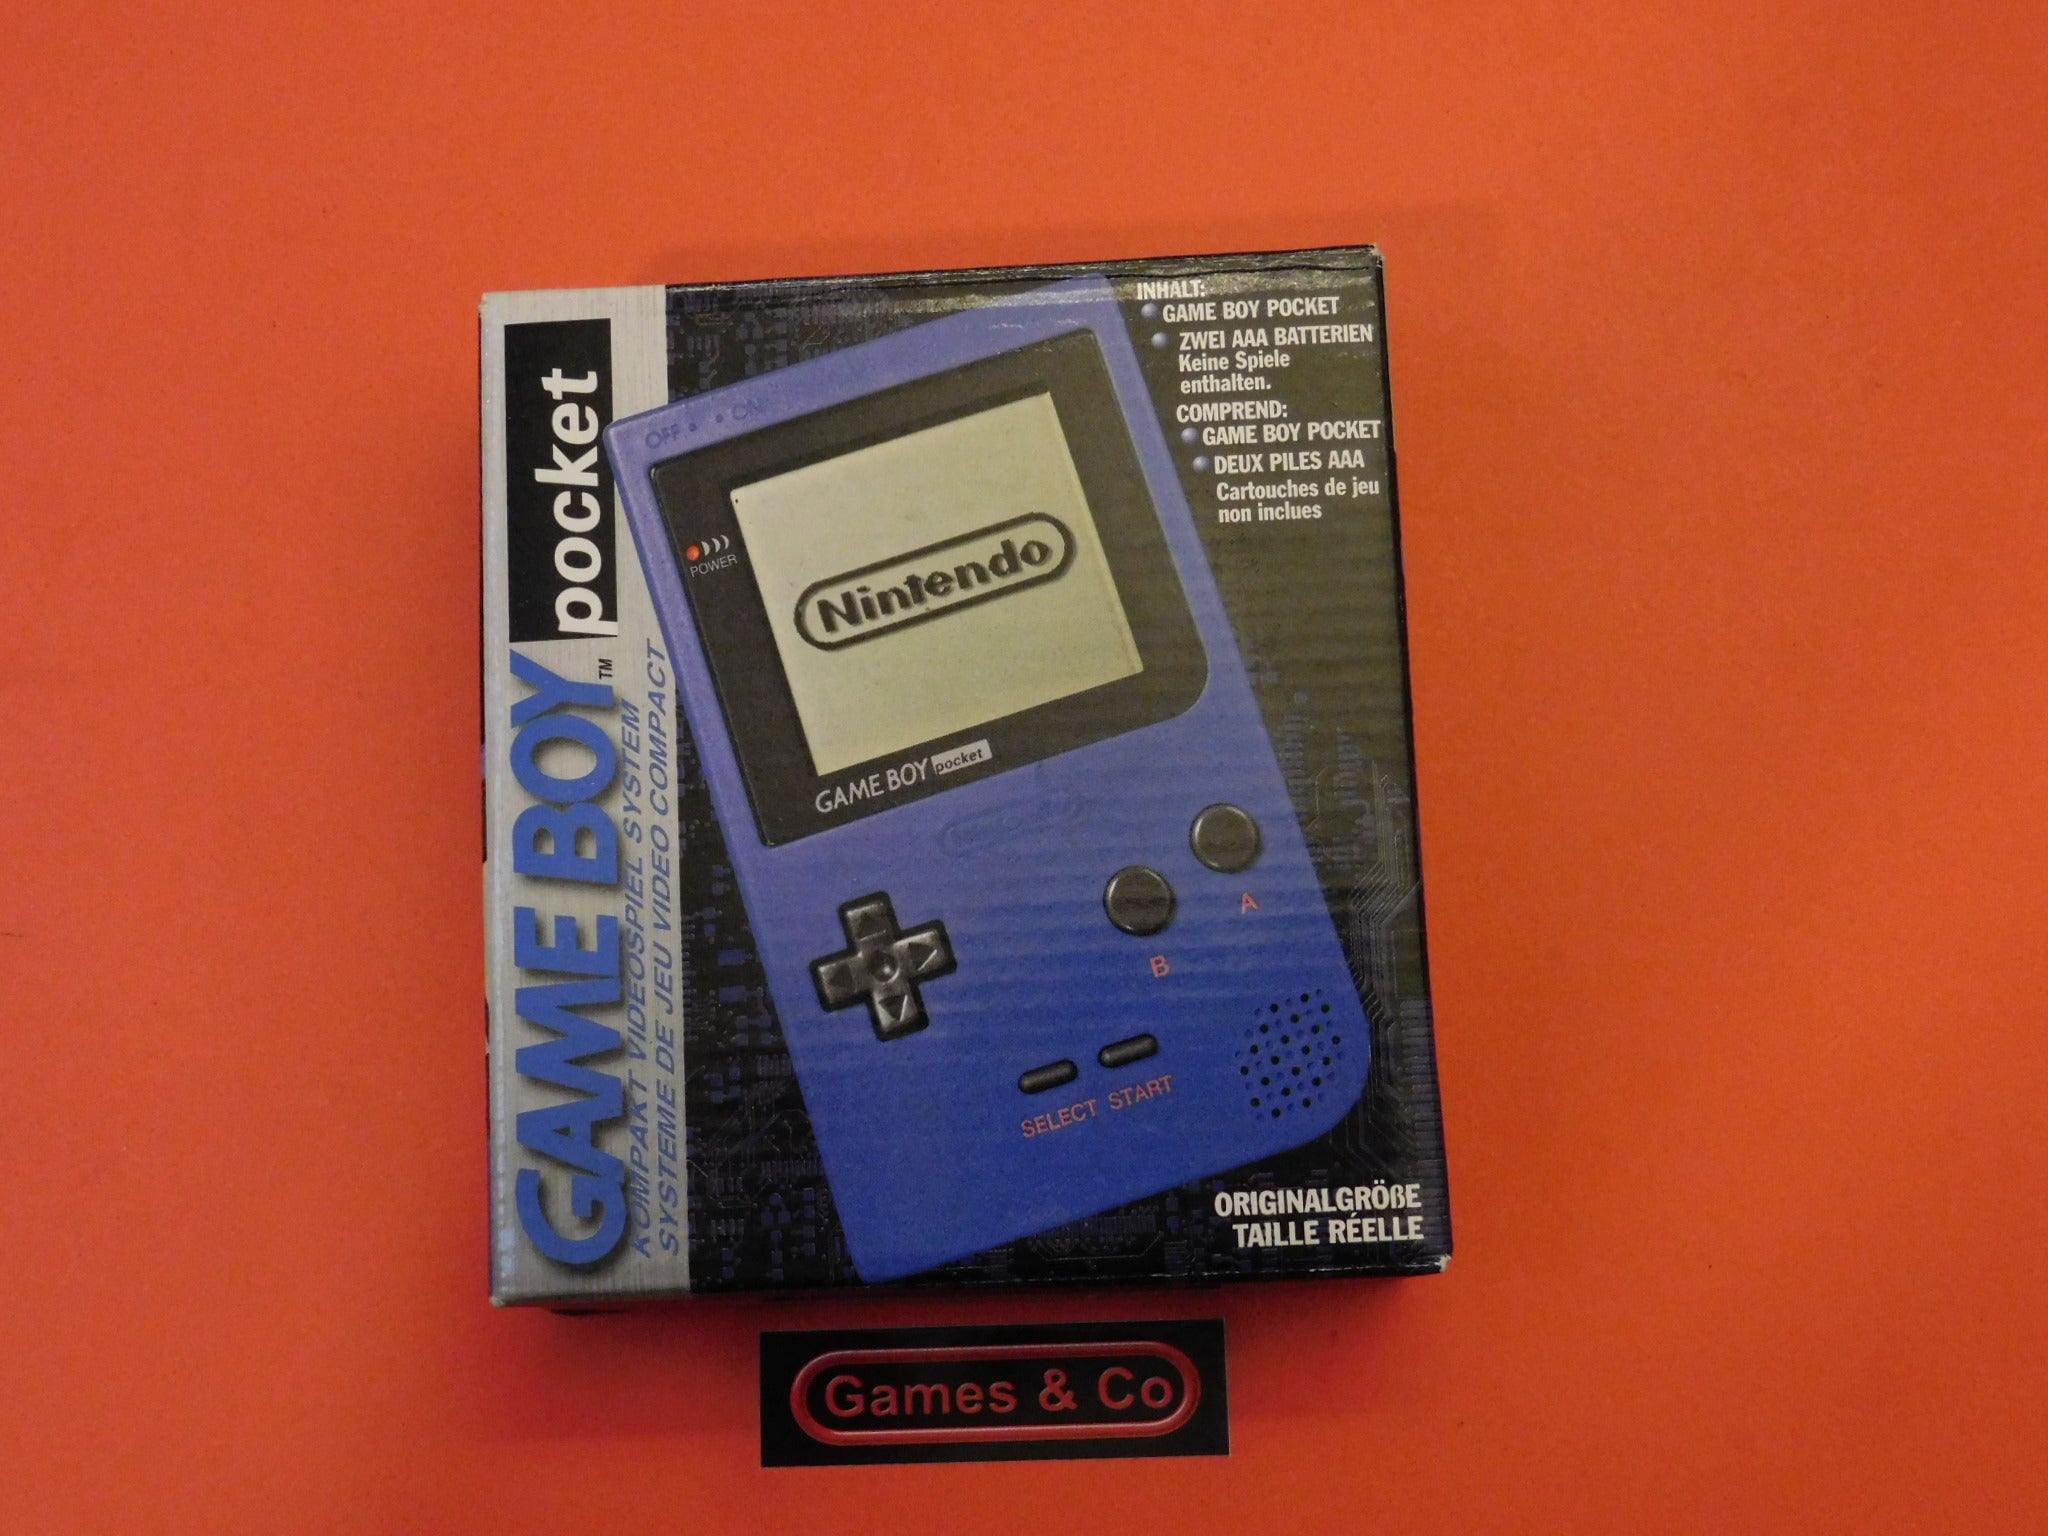 GAME BOY™ pocket
KOMPAKT VIDEOSPIEL SYSTEM
SYSTEME DE JEU VIDEO COMPACT
OFF ON
POWER
Nintendo
GAME BOY pocket
A
B
SELECT START
INHALT:
GAME BOY POCKET
ZWEI AAA BATTERIEN
Keine Spiele
enthalten.
COMPREND:
GAME BOY POCKET
DEUX PILES AAA
Cartouches de jeu
non inclues
ORIGINALGRÖßE
TAILLE RÉELLE
Games & Co